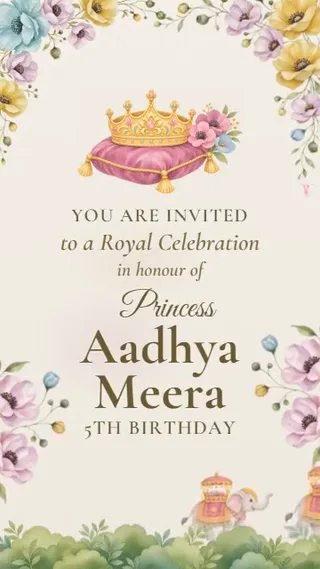 YOU ARE INVITED
to a Royal Celebration
in honour of
Princess
Aadhya
Meera
5TH BIRTHDAY